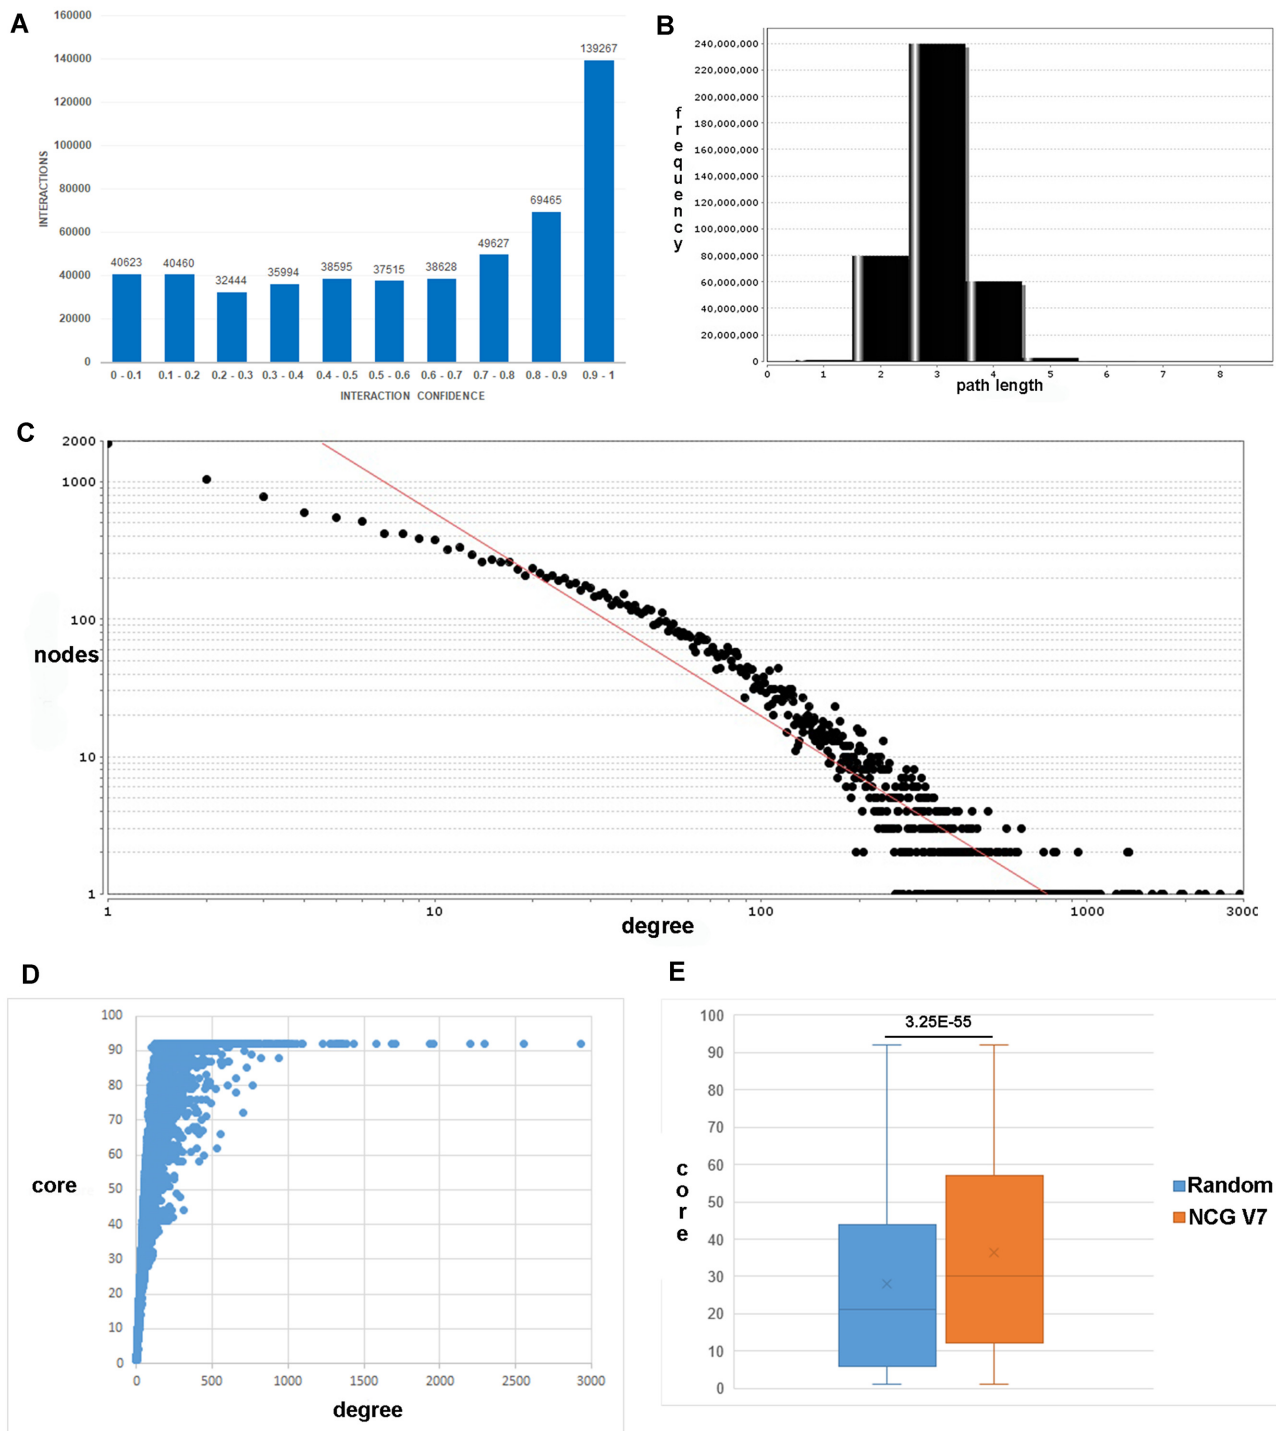 A
160000
140000
120000
100000
80000
60000
40000
20000
0
INTERACTIONS
40623
40460
32444
35994
38595
37515
38628
49627
69465
139267
0 - 0.1 0.1 - 0.2 0.2 - 0.3 0.3 - 0.4 0.4 - 0.5 0.5 - 0.6 0.6 - 0.7 0.7 - 0.8 0.8 - 0.9 0.9 - 1
INTERACTION CONFIDENCE
B
240,000,000
220,000,000
200,000,000
180,000,000
160,000,000
140,000,000
120,000,000
100,000,000
80,000,000
60,000,000
40,000,000
20,000,000
0
frequency
0 1 2 3 4 5 6 7 8
path length
C
2000
1000
100
10
1
nodes
1 10 100 1000 3000
degree
D
100
90
80
70
60
50
40
30
20
10
0
core
0 500 1000 1500 2000 2500 3000
degree
E
100
90
80
70
60
50
40
30
20
10
0
core
3.25E-55
Random
NCG V7